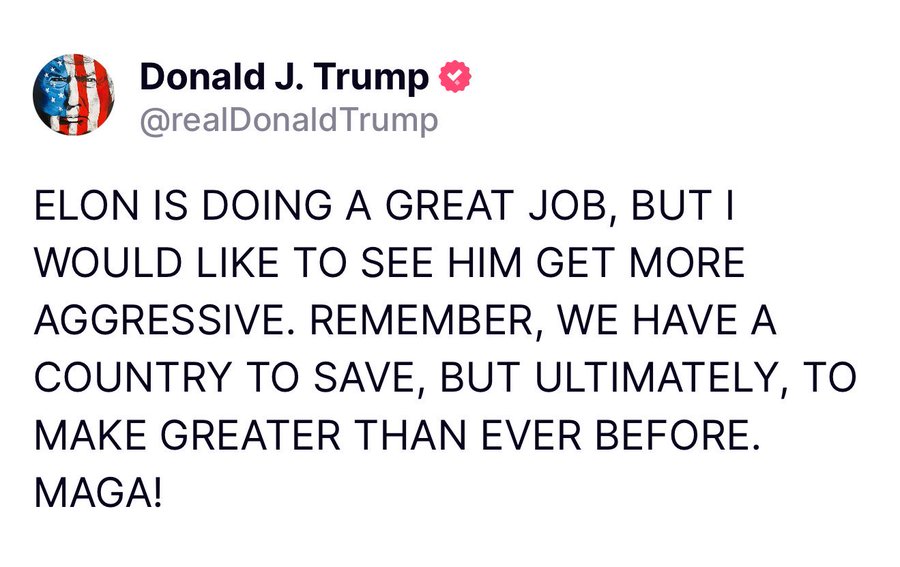 Donald J. Trump
@realDonaldTrump
ELON IS DOING A GREAT JOB, BUT I
WOULD LIKE TO SEE HIM GET MORE
AGGRESSIVE. REMEMBER, WE HAVE A
COUNTRY TO SAVE, BUT ULTIMATELY, TO
MAKE GREATER THAN EVER BEFORE.
MAGA!